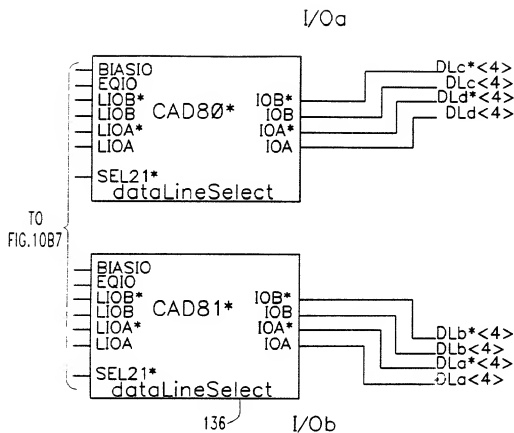 I/Oa
BIASIO
EQIO
LIOB*
LIOB
LIOA*
LIOA
SEL21*
CAD80*
IOB*
IOB
IOA*
IOA
dataLineSelect
DLc*<4>
DLc<4>
DLd*<4>
DLd<4>
TO
FIG.10B7
BIASIO
EQIO
LIOB*
LIOB
LIOA*
LIOA
SEL21*
CAD81*
IOB*
IOB
IOA*
IOA
dataLineSelect
DLb*<4>
DLb<4>
DLa*<4>
DLa<4>
136
I/Ob